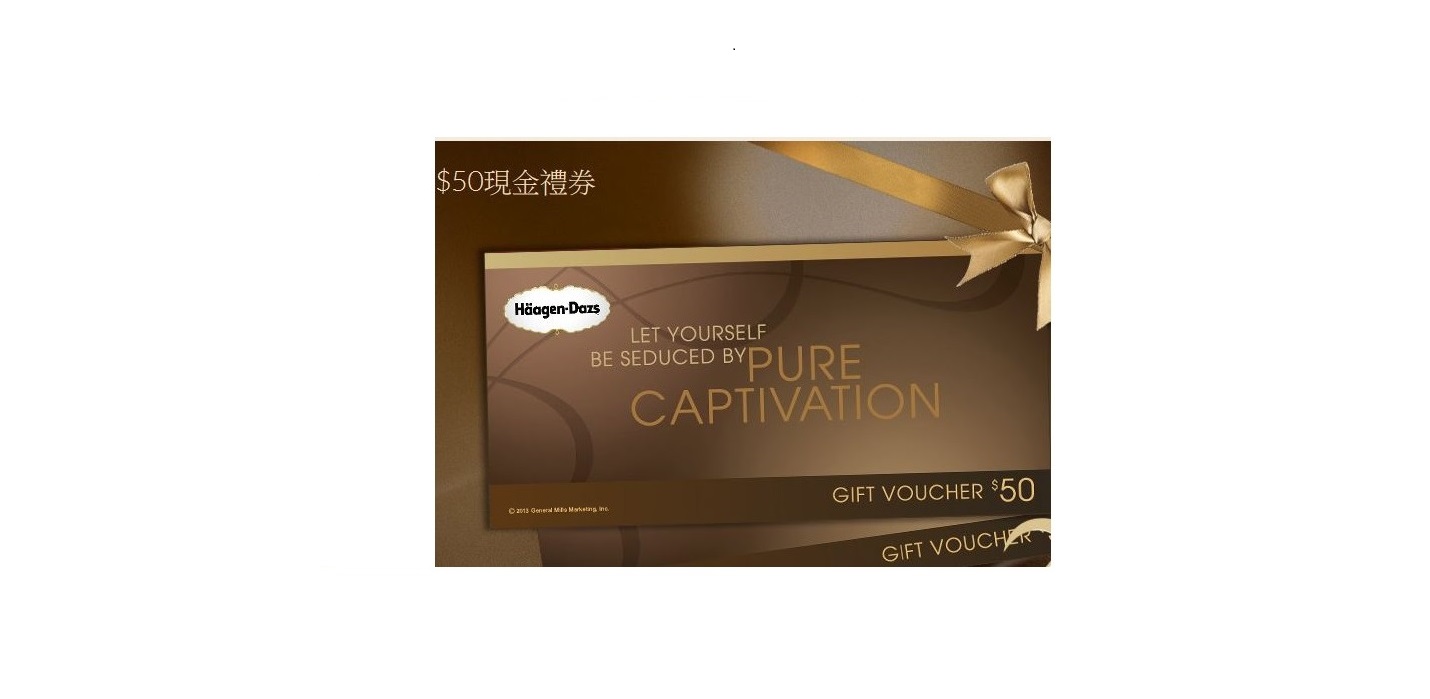 $50現金禮券
Häagen-Dazs
LET YOURSELF
BE SEDUCED BY PURE
CAPTIVATION
GIFT VOUCHER $50
© 2013 General Mills Marketing, Inc.
GIFT VOUCHER